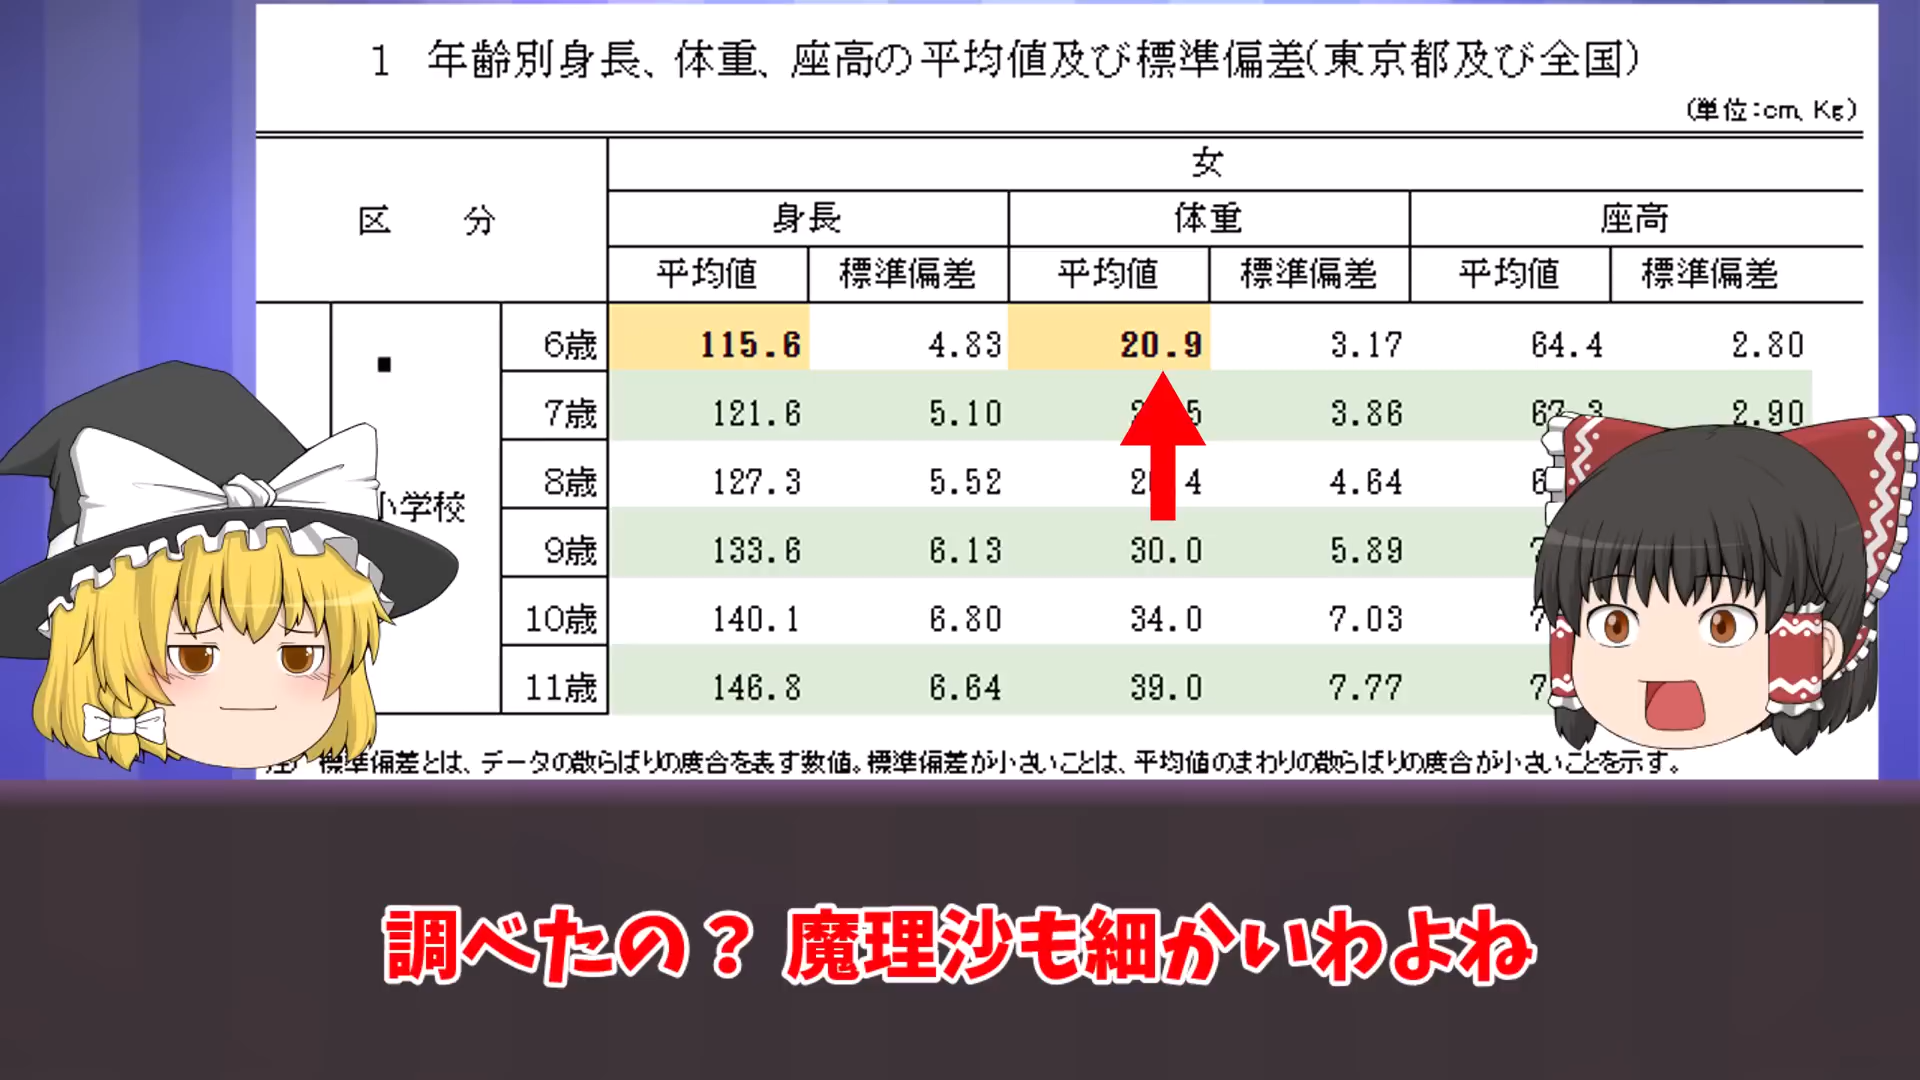 1 年齢別身長、体重、座高の平均値及び標準偏差(東京都及び全国)
(単位:cm、Kg)
区 分
女
身長 体重 座高
平均値 標準偏差 平均値 標準偏差 平均値 標準偏差
6歳 115.6 4.83 20.9 3.17 64.4 2.80
7歳 121.6 5.10 3.86 2.90
8歳 127.3 5.52 4.64
小学校
9歳 133.6 6.13 30.0 5.89
10歳 140.1 6.80 34.0 7.03
11歳 146.8 6.64 39.0 7.77
標準偏差とは、データの散らばりの度合を表す数値。標準偏差が小さいことは、平均値のまわりの散らばりの度合が小さいことを示す。
調べたの？ 魔理沙も細かいわよね